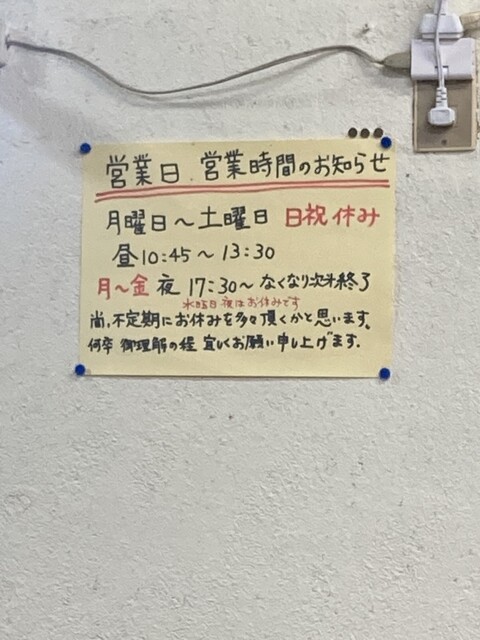 営業日 営業時間のお知らせ
月曜日〜土曜日 日祝休み
昼10:45〜13:30
月〜金 夜 17:30〜なくなり次第終了
水曜日夜はお休みです
尚,不定期にお休みを多々頂くかと思います。
何卒 御理解の程 宜しくお願い申し上げます.